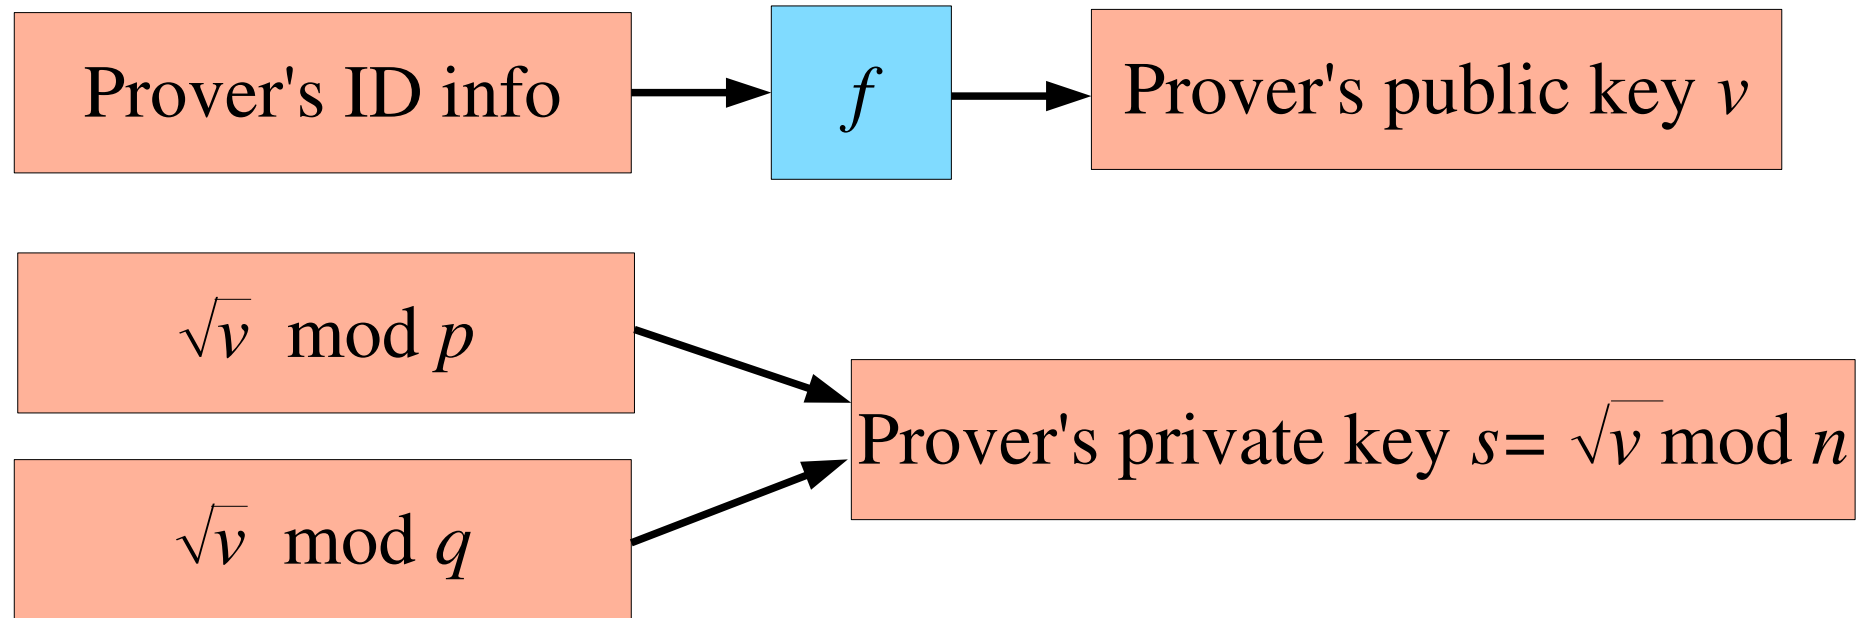 Prover's ID info
f
Prover's public key v
√v mod p
Prover's private key s= √v mod n
√v mod q